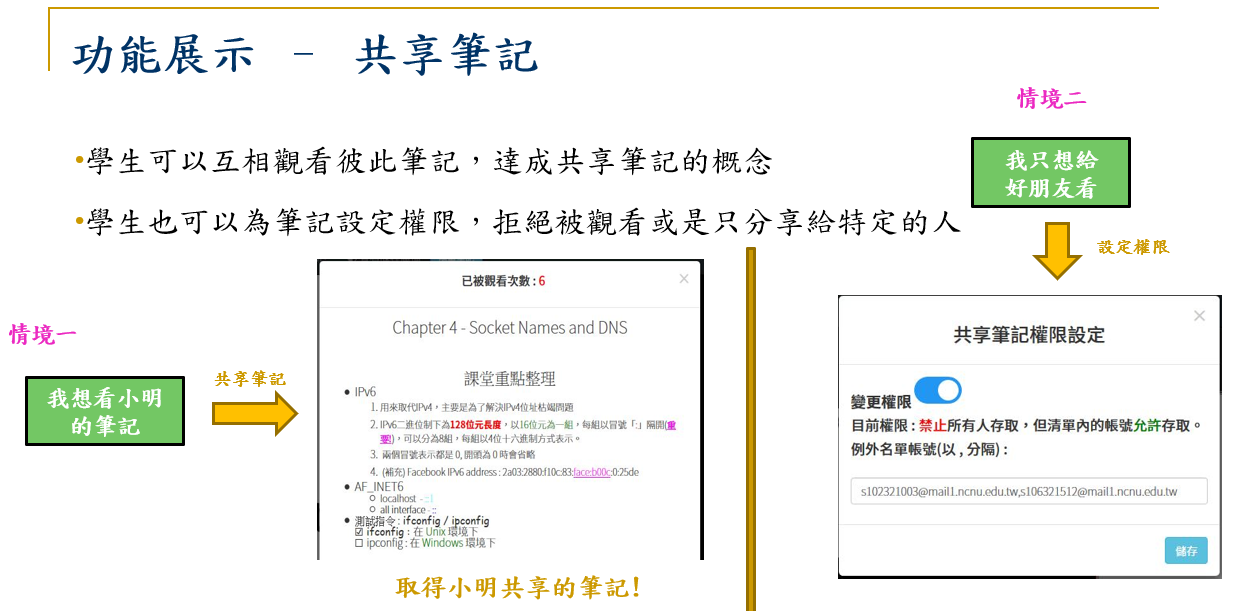 功能展示 – 共享筆記
•學生可以互相觀看彼此筆記，達成共享筆記的概念
•學生也可以為筆記設定權限，拒絕被觀看或是只分享給特定的人
情境一
我想看小明
的筆記
共享筆記
已被觀看次數 : 6
×
Chapter 4 - Socket Names and DNS
課堂重點整理
• IPv6
1. 用來取代IPv4，主要是為了解決IPv4位址枯竭問題
2. IPv6二進位制下為128位元長度，以16位元為一組，每組以冒號「:」隔開(重
要)，可以分為8組，每組以4位十六進制方式表示。
3. 兩個冒號表示都是 0, 開頭為 0 時會省略
4. (補充) Facebook IPv6 address : 2a03:2880:f10c:83:face:b00c:0:25de
• AF_INET6
○ localhost - ::1
○ all interface - ::
• 測試指令 : ifconfig / ipconfig
☑ ifconfig : 在 Unix 環境下
☐ ipconfig : 在 Windows 環境下
取得小明共享的筆記!
情境二
我只想給
好朋友看
設定權限
×
共享筆記權限設定
變更權限
目前權限 : 禁止所有人存取，但清單內的帳號允許存取。
例外名單帳號(以 , 分隔) :
s102321003@mail1.ncnu.edu.tw,s106321512@mail1.ncnu.edu.tw
儲存